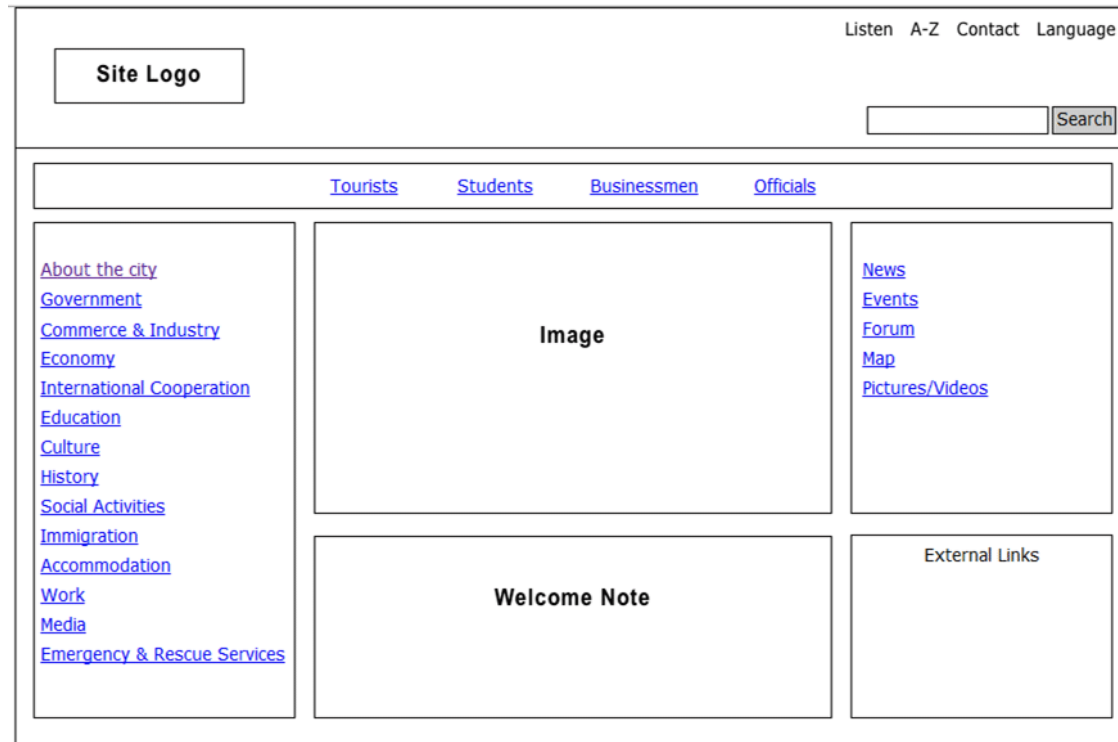 Listen A-Z Contact Language
Site Logo
Search
Tourists Students Businessmen Officials
About the city
Government
Commerce & Industry
Economy
International Cooperation
Education
Culture
History
Social Activities
Immigration
Accommodation
Work
Media
Emergency & Rescue Services
Image
Welcome Note
News
Events
Forum
Map
Pictures/Videos
External Links